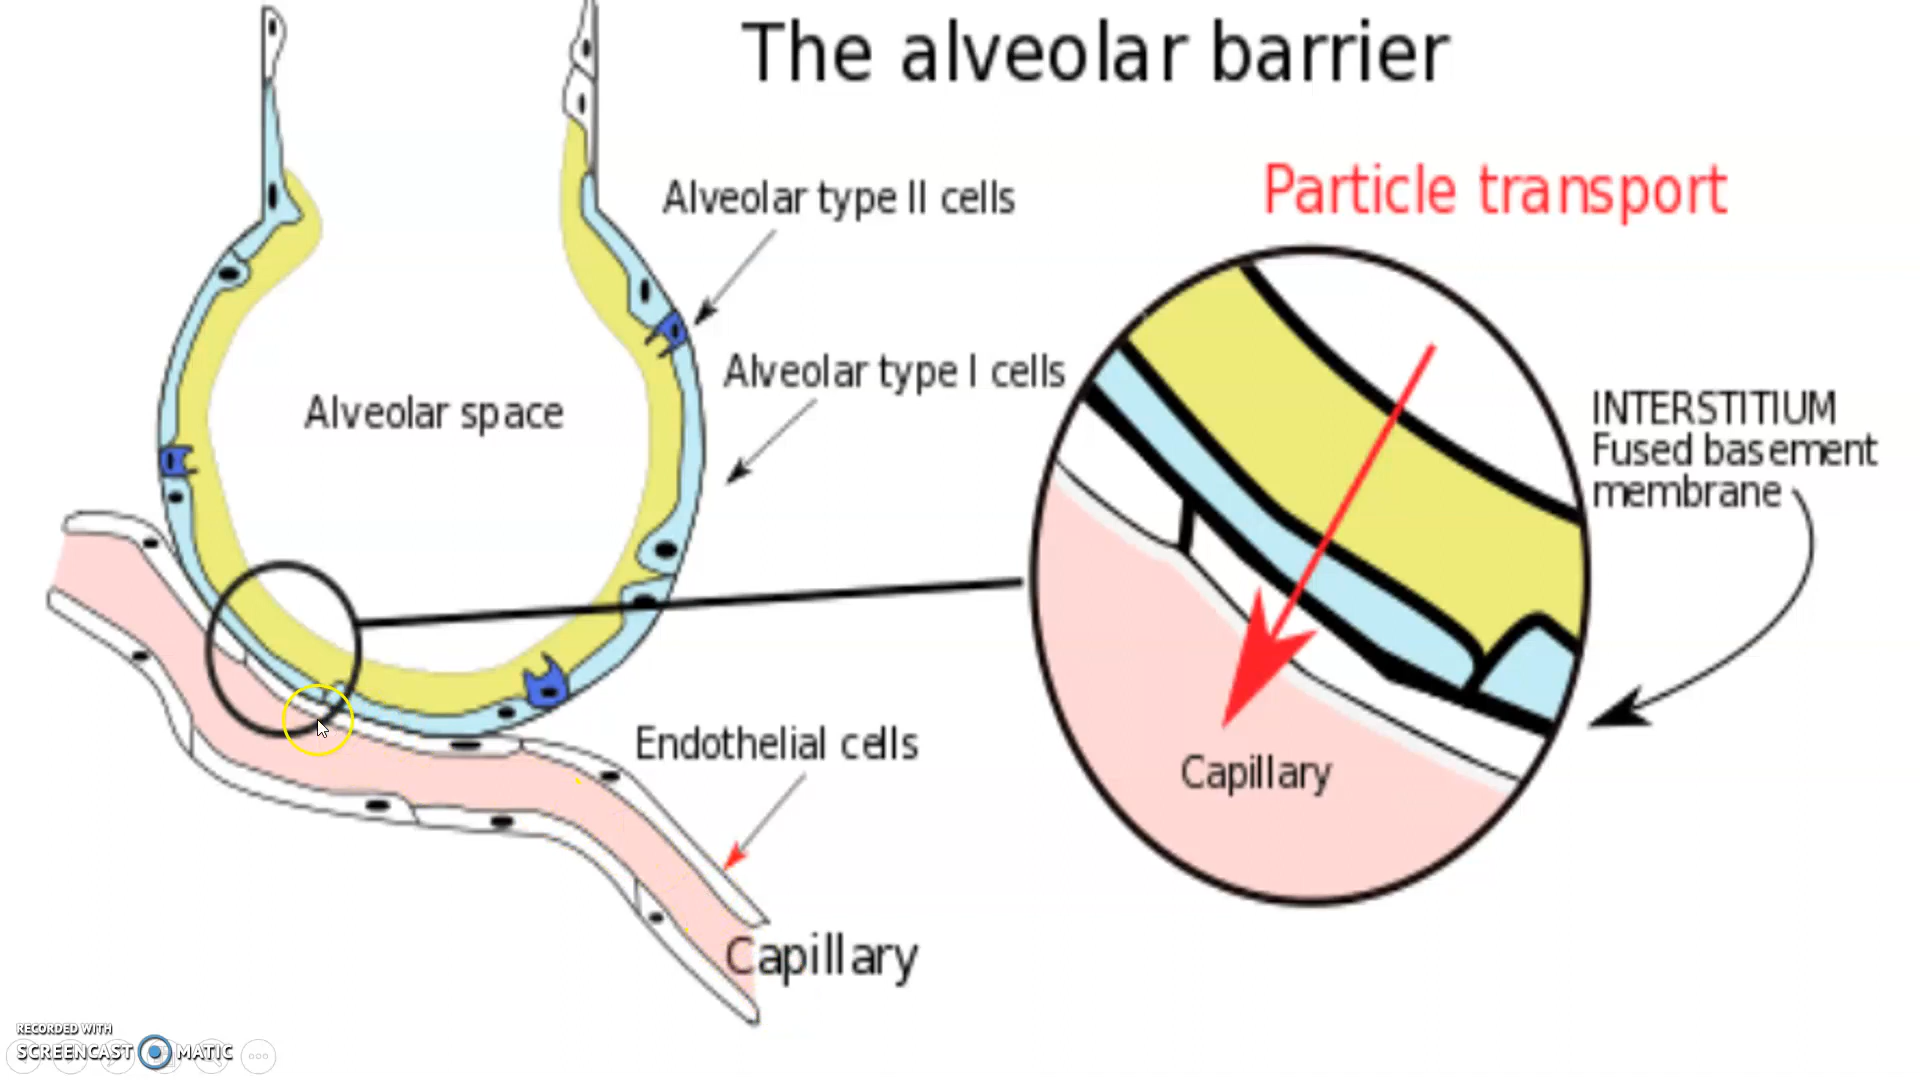 The alveolar barrier
Alveolar type II cells
Particle transport
Alveolar type I cells
Alveolar space
INTERSTITIUM
Fused basement
membrane
Endothelial cells
Capillary
Capillary
RECORDED WITH
SCREENCAST MATIC